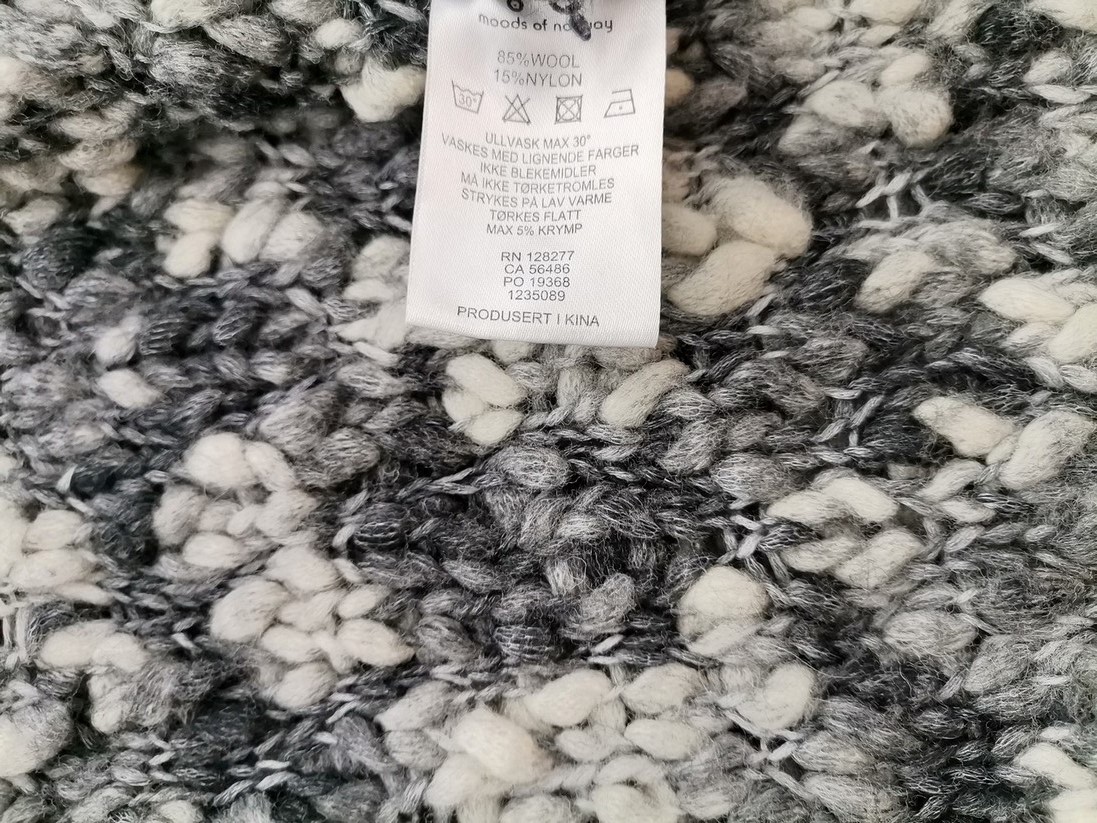 moods of norway
85%WOOL
15%NYLON
30°
ULLVASK MAX 30°
VASKES MED LIGNENDE FARGER
IKKE BLEKEMIDLER
MÅ IKKE TØRKETROMLES
STRYKES PÅ LAV VARME
TØRKES FLATT
MAX 5% KRYMP
RN 128277
CA 56486
PO 19368
1235089
PRODUSERT I KINA